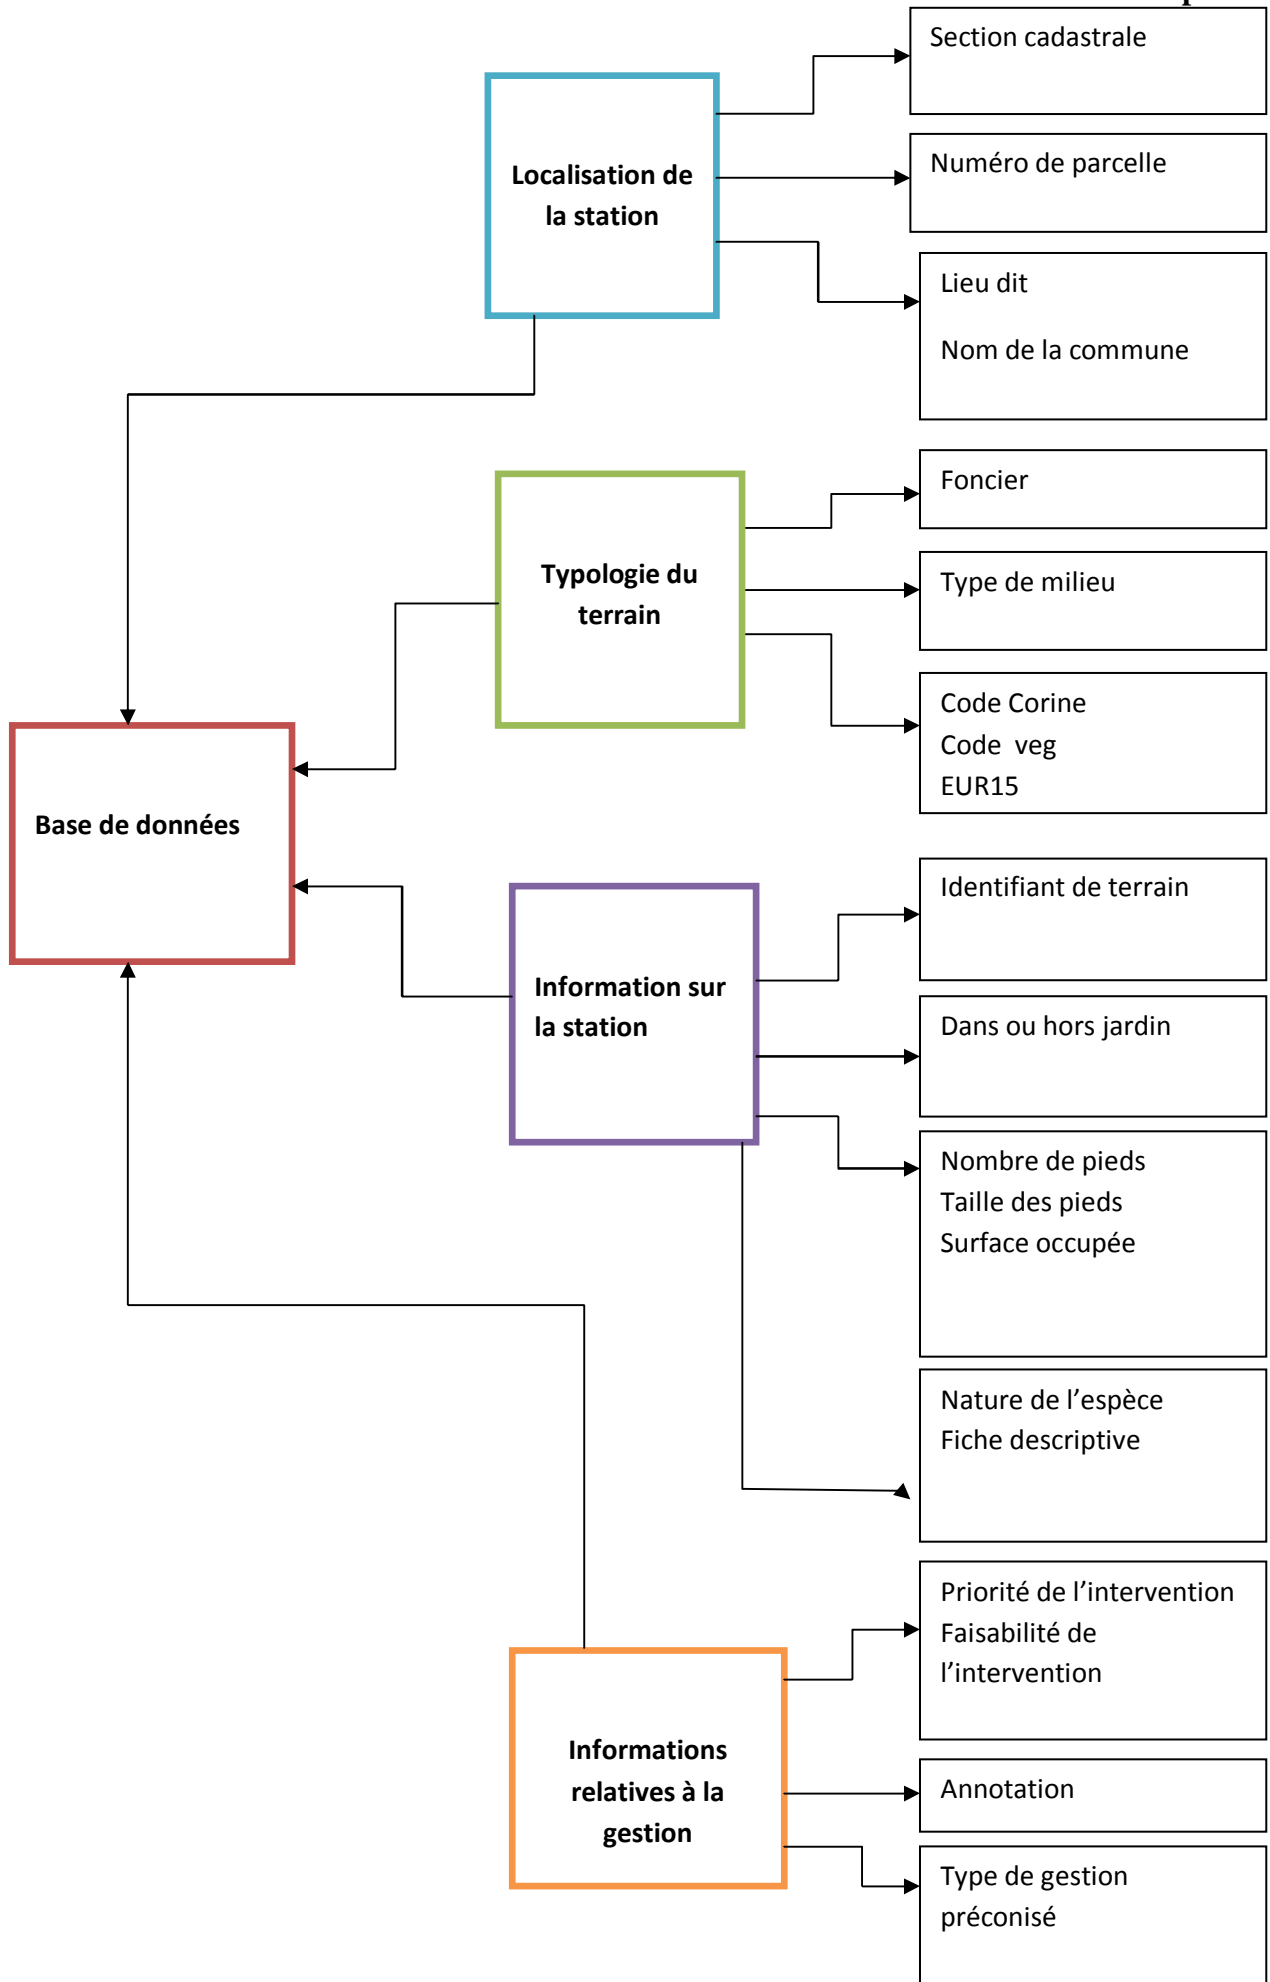 Section cadastrale
Localisation de
la station
Numéro de parcelle
Lieu dit
Nom de la commune
Foncier
Typologie du
terrain
Type de milieu
Code Corine
Code veg
EUR15
Base de données
Identifiant de terrain
Information sur
la station
Dans ou hors jardin
Nombre de pieds
Taille des pieds
Surface occupée
Nature de l’espèce
Fiche descriptive
Priorité de l’intervention
Faisabilité de
l’intervention
Informations
relatives à la
gestion
Annotation
Type de gestion
préconisé